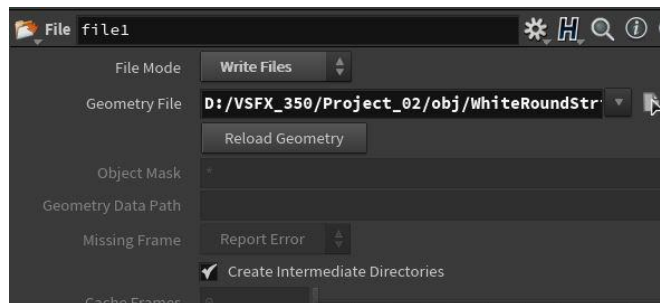 File file1
File Mode Write Files
Geometry File D:/VSFX_350/Project_02/obj/WhiteRoundStr
Reload Geometry
Object Mask *
Geometry Data Path
Missing Frame Report Error
Create Intermediate Directories
Cache Frames 0